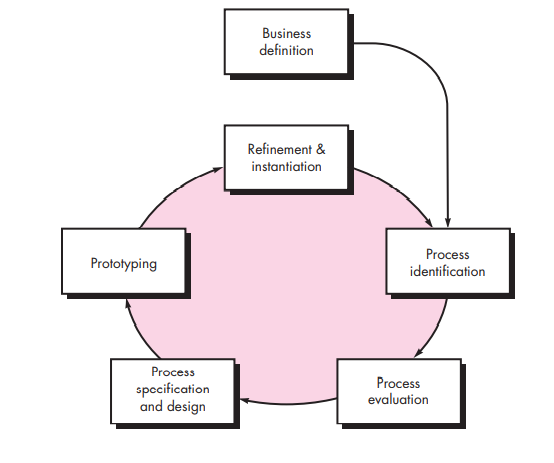 Business
definition
Refinement &
instantiation
Process
identification
Prototyping
Process
specification
and design
Process
evaluation